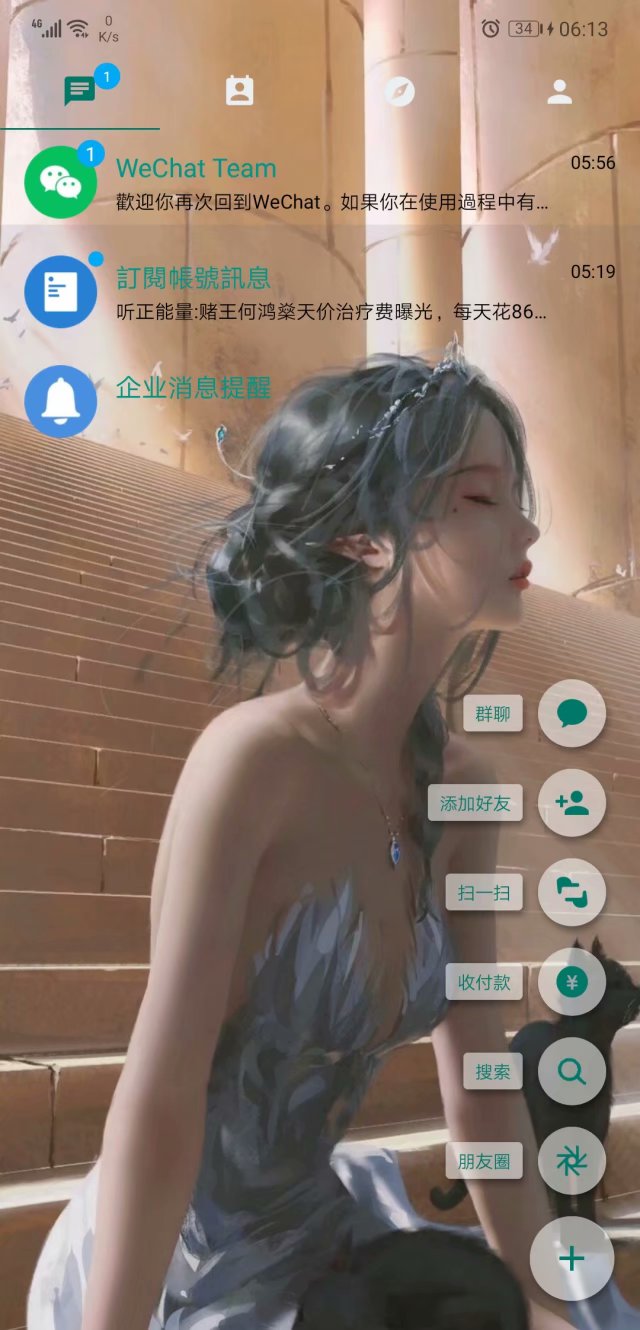 4G
0
K/s
34
06:13
1
1
WeChat Team
05:56
歡迎你再次回到WeChat。如果你在使用過程中有...
訂閱帳號訊息
05:19
听正能量:赌王何鸿燊天价治疗费曝光，每天花86...
企业消息提醒
群聊
添加好友
扫一扫
收付款
¥
搜索
朋友圈